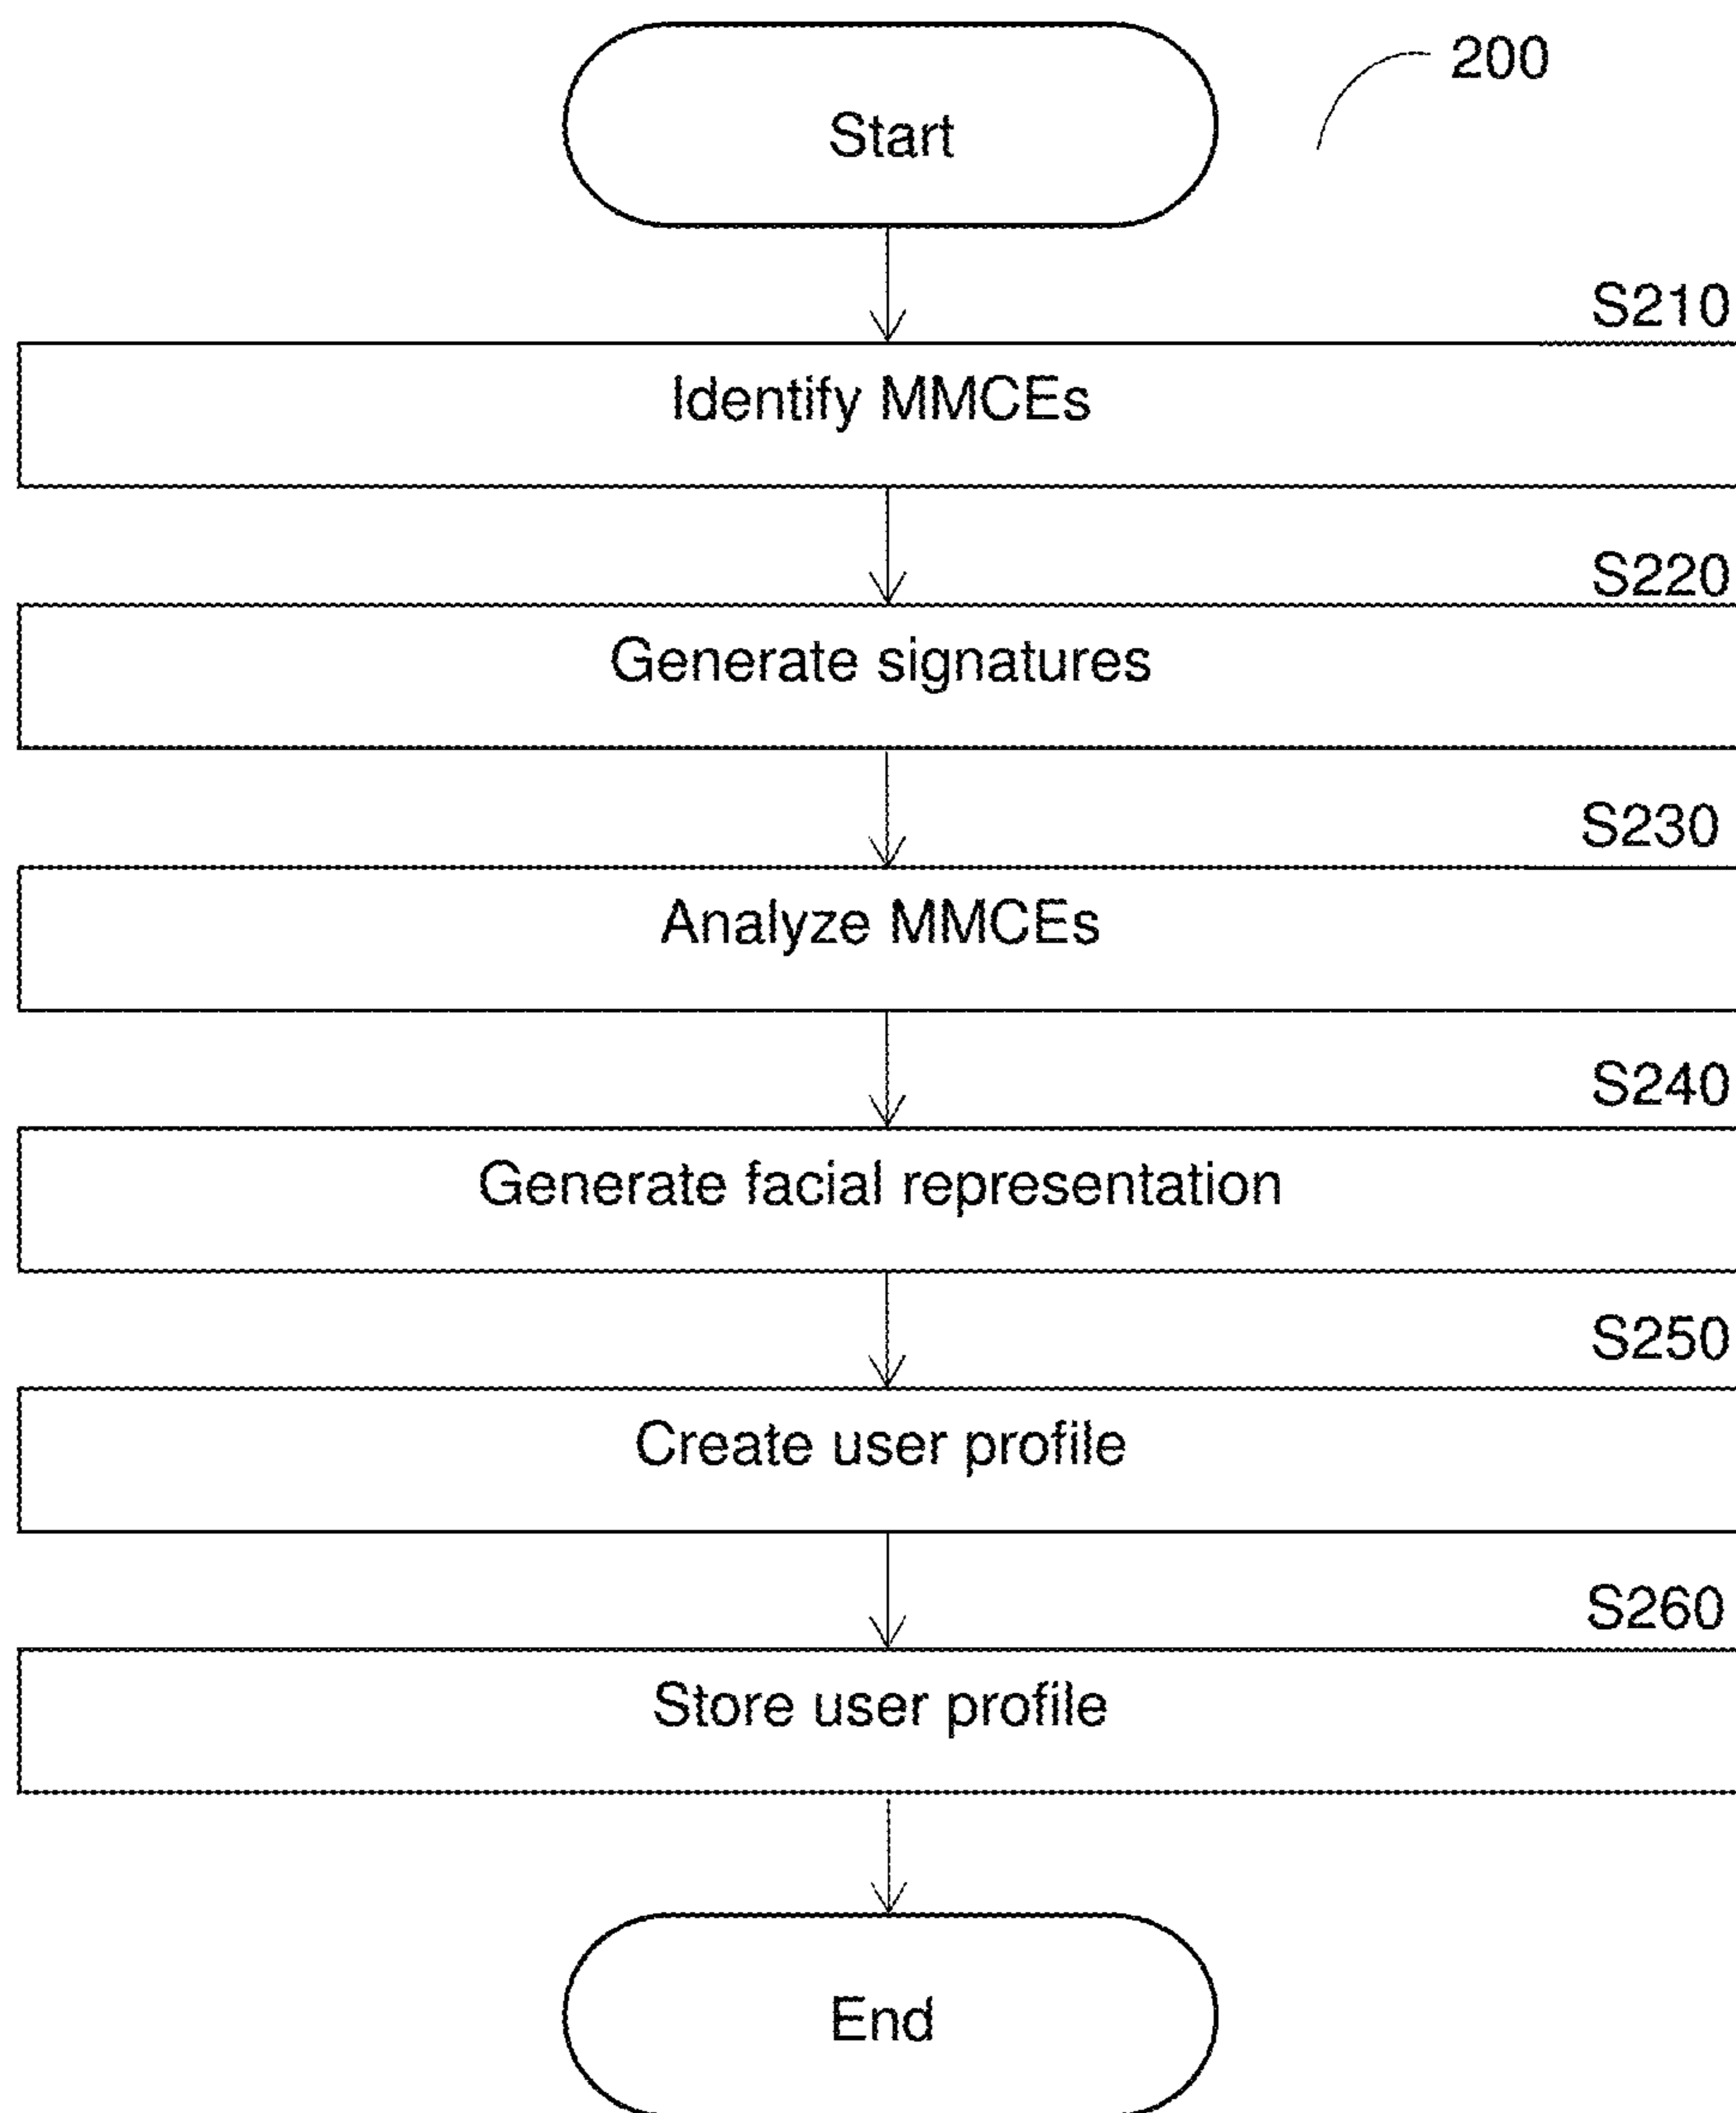 200
Start
S210
Identify MMCEs
S220
Generate signatures
S230
Analyze MMCEs
S240
Generate facial representation
S250
Create user profile
S260
Store user profile
End